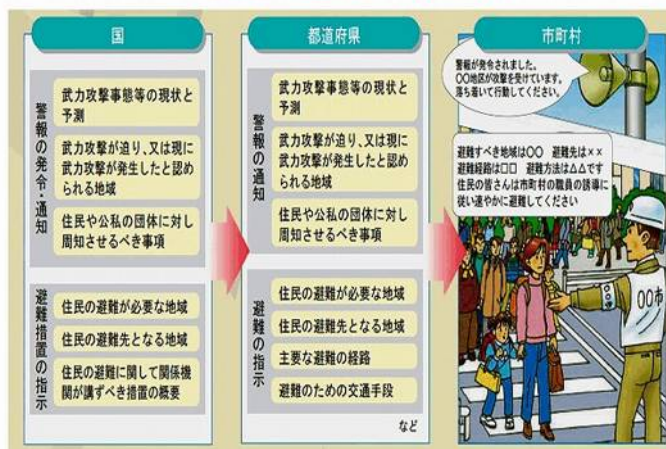 国
警報の発令・通知
武力攻撃事態等の現状と
予測
武力攻撃が迫り、又は現に
武力攻撃が発生したと認め
られる地域
住民や公私の団体に対し
周知させるべき事項
避難措置の指示
住民の避難が必要な地域
住民の避難先となる地域
住民の避難に関して関係機
関が講ずべき措置の概要
都道府県
警報の通知
武力攻撃事態等の現状と
予測
武力攻撃が迫り、又は現に
武力攻撃が発生したと認め
られる地域
住民や公私の団体に対し
周知させるべき事項
避難の指示
住民の避難が必要な地域
住民の避難先となる地域
主要な避難の経路
避難のための交通手段
など
市町村
警報が発令されました。
〇〇地区が攻撃を受けています。
落ち着いて行動してください。
避難すべき地域は〇〇 避難先は××
避難経路は□□ 避難方法は△△です
住民の皆さんは市町村の職員の誘導に
従い速やかに避難してください
〇〇市